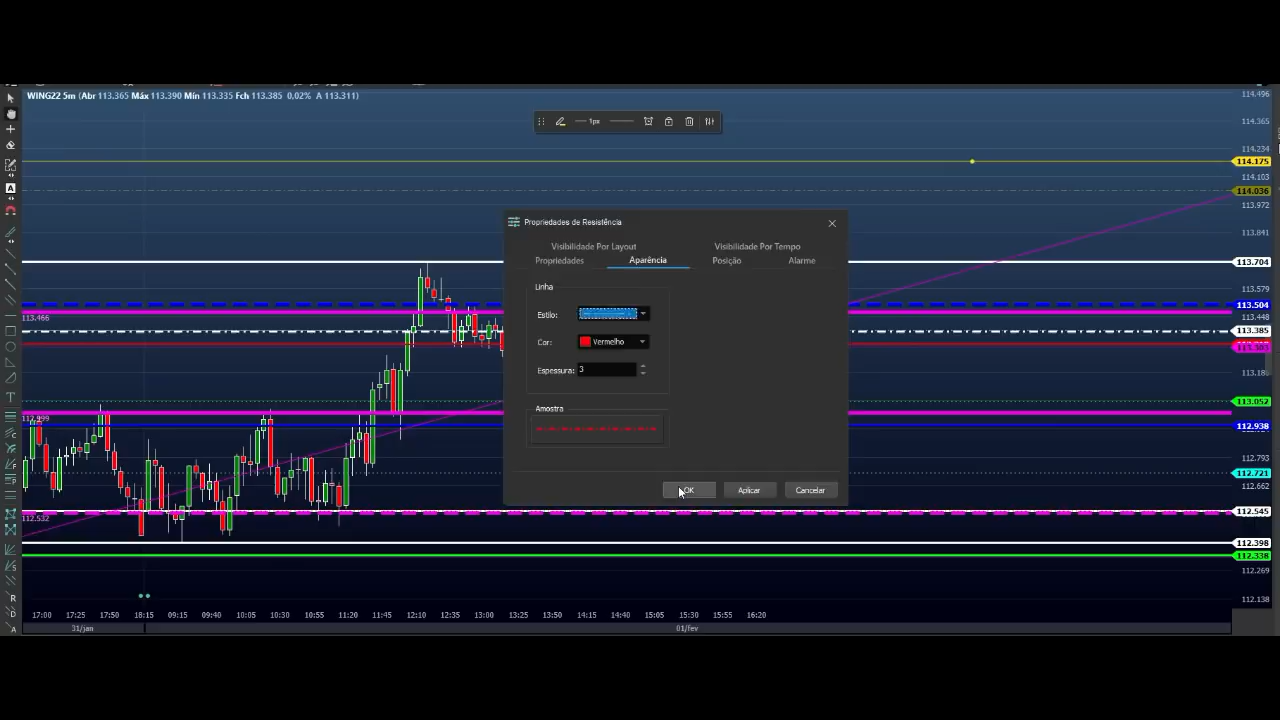 WING22 5m (Abr 113.365 Máx 113.390 Mín 113.335 Fch 113.385 0,02% A 113.311)
1px
114.496
114.365
114.234
114.175
114.103
114.036
113.972
113.841
113.704
113.504
113.385
113.186
113.052
112.938
112.793
112.721
112.662
112.545
112.398
112.338
112.269
112.138
113.466
112.999
112.532
Propriedades de Resistência
Visibilidade Por Layout Visibilidade Por Tempo
Propriedades Aparência Posição Alarme
Linha
Estilo:
Cor: Vermelho
Espessura: 3
Amostra
OK Aplicar Cancelar
A
T
R
17:00 17:25 17:50 18:15 09:15 09:40 10:05 10:30 10:55 11:20 11:45 12:10 12:35 13:00 13:25 13:50 14:15 14:40 15:05 15:30 15:55 16:20
31/jan 01/fev